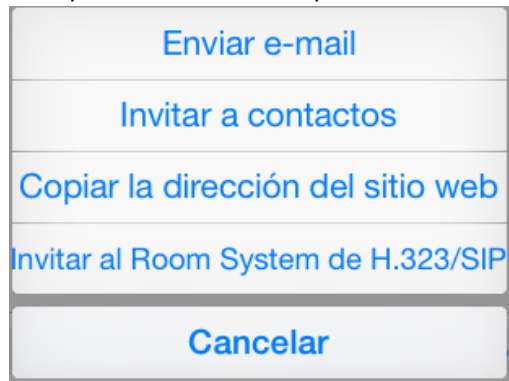 Enviar e-mail
Invitar a contactos
Copiar la dirección del sitio web
Invitar al Room System de H.323/SIP
Cancelar